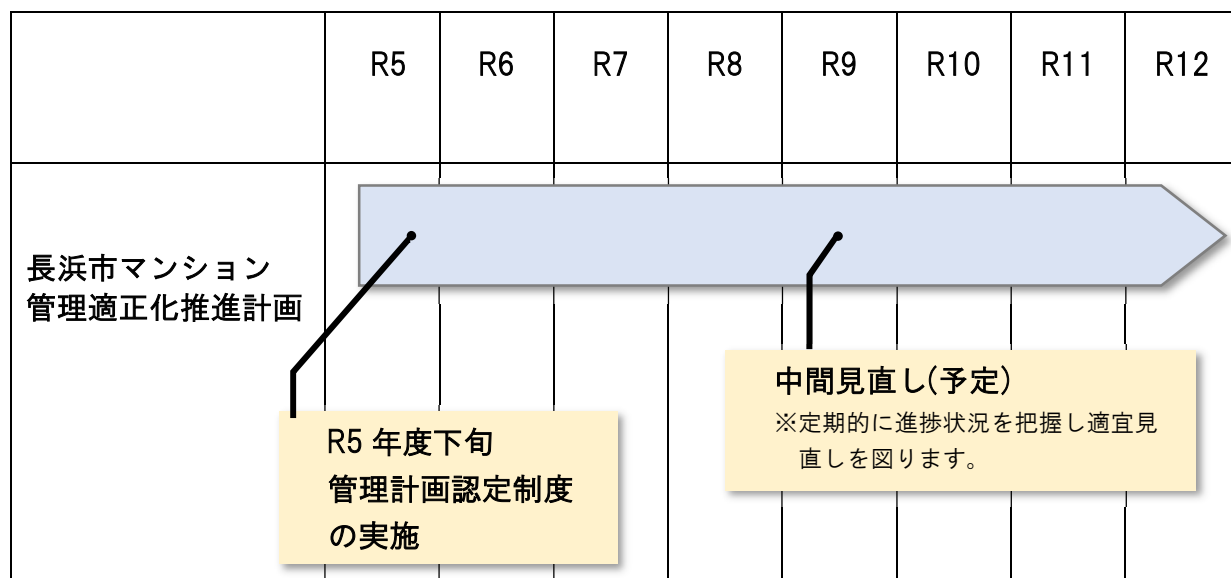 R5 R6 R7 R8 R9 R10 R11 R12
長浜市マンション
管理適正化推進計画
R5 年度下旬
管理計画認定制度
の実施
中間見直し(予定)
※定期的に進捗状況を把握し適宜見
直しを図ります。